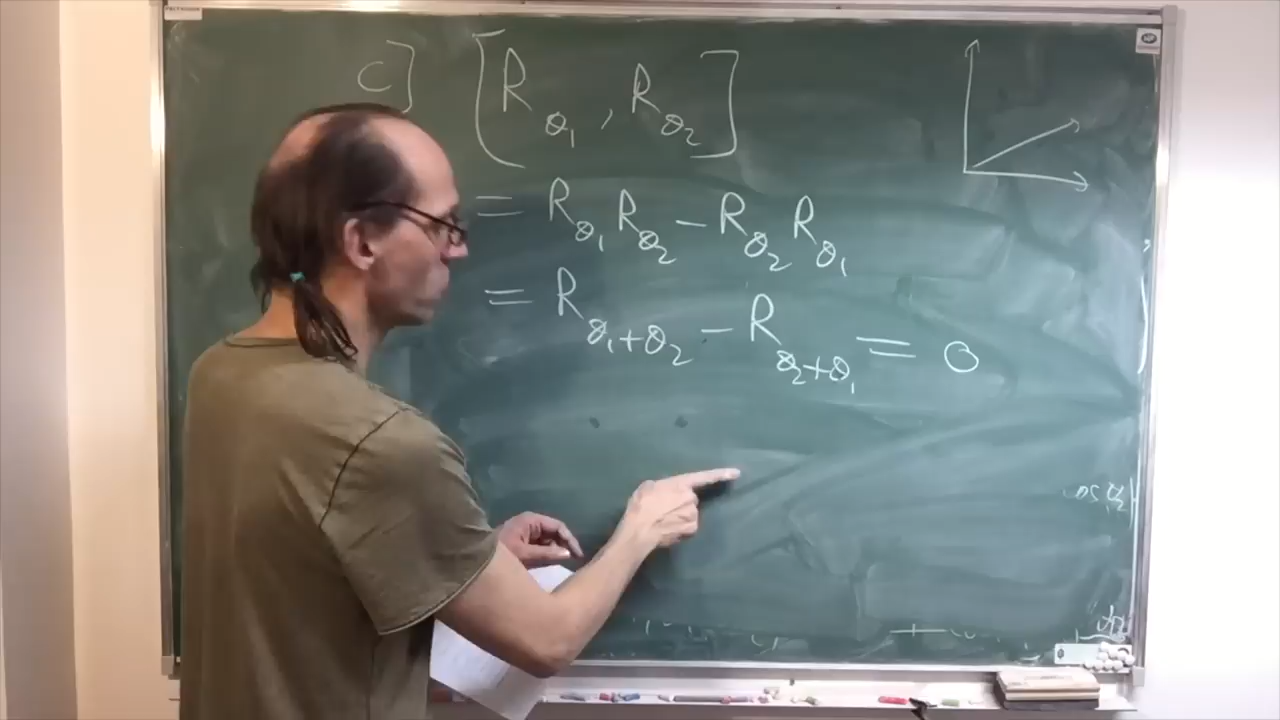 c] [R_θ₁, R_θ₂]
= R_θ₁ R_θ₂ − R_θ₂ R_θ₁
= R_θ₁+θ₂ − R_θ₂+θ₁ = 0